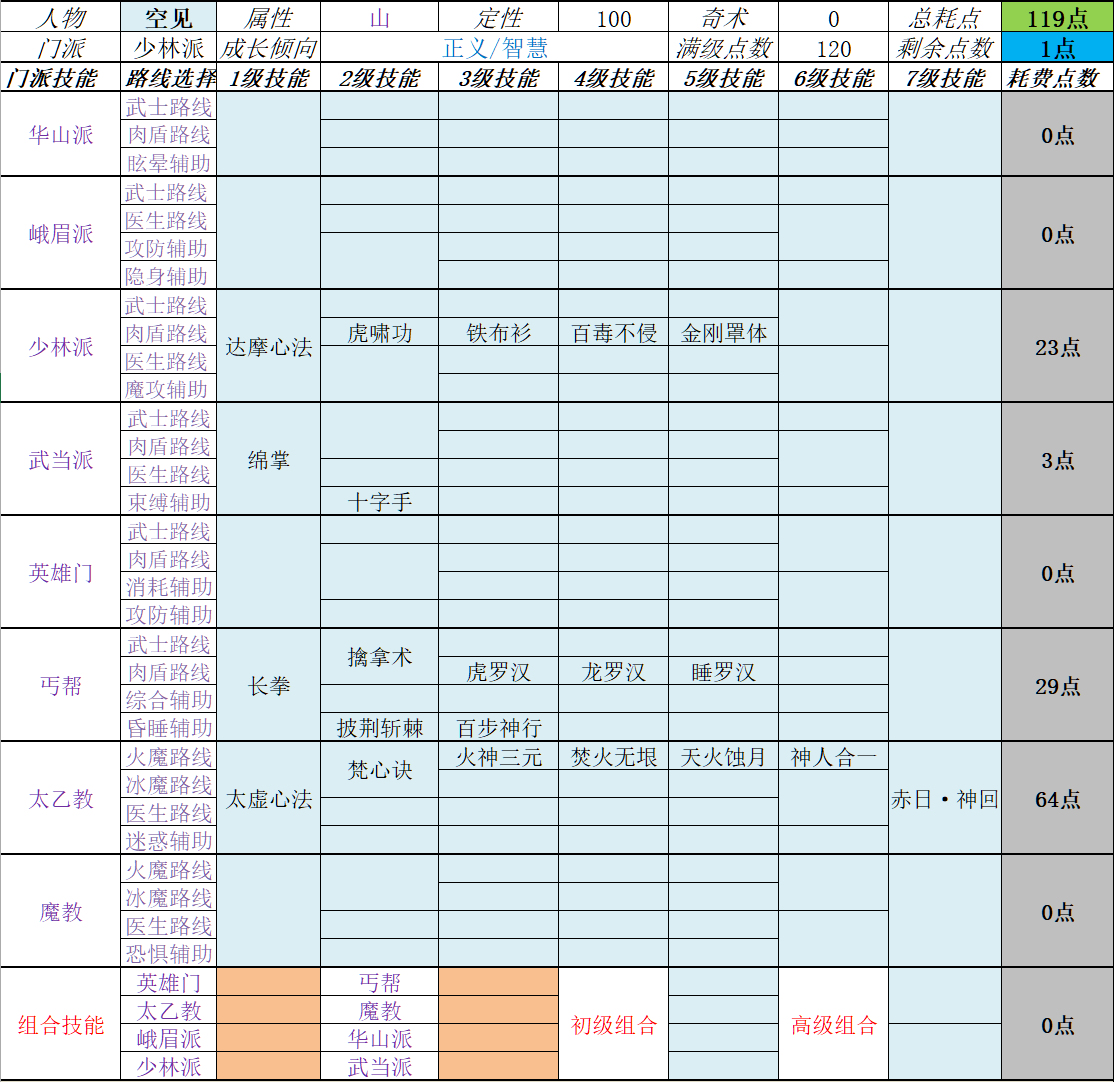 人物 空见 属性 山 定性 100 奇术 0 总耗点 119点
门派 少林派 成长倾向 正义/智慧 满级点数 120 剩余点数 1点
门派技能 路线选择 1级技能 2级技能 3级技能 4级技能 5级技能 6级技能 7级技能 耗费点数
华山派 武士路线 0点
肉盾路线
眩晕辅助
峨眉派 武士路线 0点
医生路线
攻防辅助
隐身辅助
少林派 武士路线 达摩心法 23点
肉盾路线 虎啸功 铁布衫 百毒不侵 金刚罩体
医生路线
魔攻辅助
武当派 武士路线 绵掌 3点
肉盾路线
医生路线
束缚辅助 十字手
英雄门 武士路线 0点
肉盾路线
消耗辅助
攻防辅助
丐帮 武士路线 长拳 擒拿术 29点
肉盾路线 虎罗汉 龙罗汉 睡罗汉
综合辅助
昏睡辅助 披荆斩棘 百步神行
太乙教 火魔路线 太虚心法 梵心诀 火神三元 焚火无垠 天火蚀月 神人合一 赤日·神回 64点
冰魔路线
医生路线
迷惑辅助
魔教 火魔路线 0点
冰魔路线
医生路线
恐惧辅助
组合技能 英雄门 丐帮 初级组合 高级组合 0点
太乙教 魔教
峨眉派 华山派
少林派 武当派